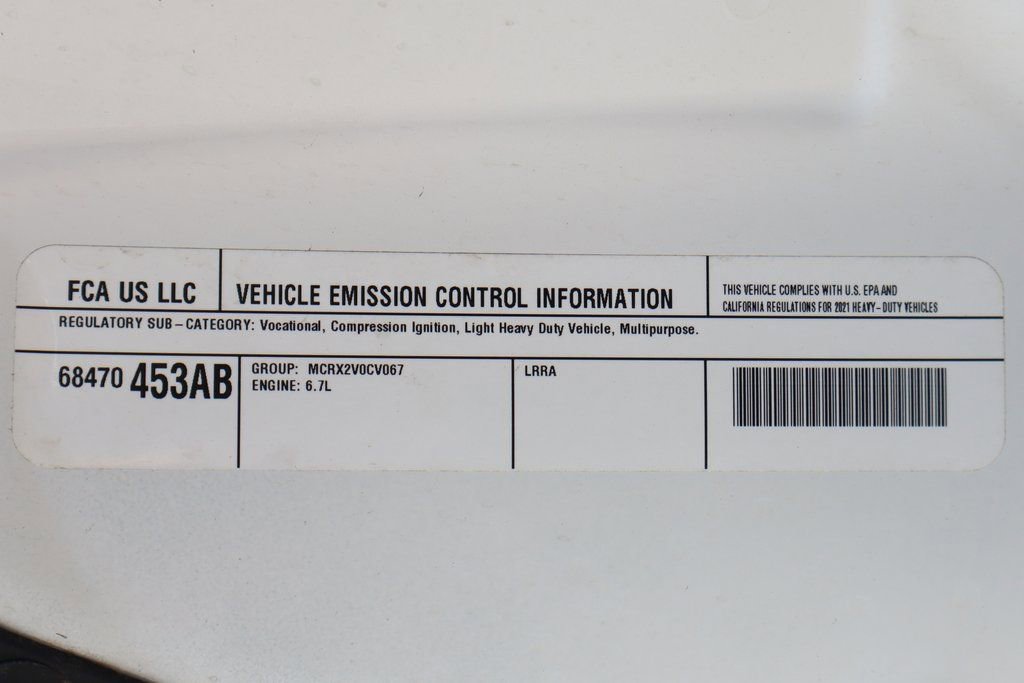 FCA US LLC
VEHICLE EMISSION CONTROL INFORMATION
THIS VEHICLE COMPLIES WITH U.S. EPA AND
CALIFORNIA REGULATIONS FOR 2021 HEAVY-DUTY VEHICLES
REGULATORY SUB-CATEGORY: Vocational, Compression Ignition, Light Heavy Duty Vehicle, Multipurpose.
68470 453AB
GROUP: MCRX2V0CV067
ENGINE: 6.7L
LRRA